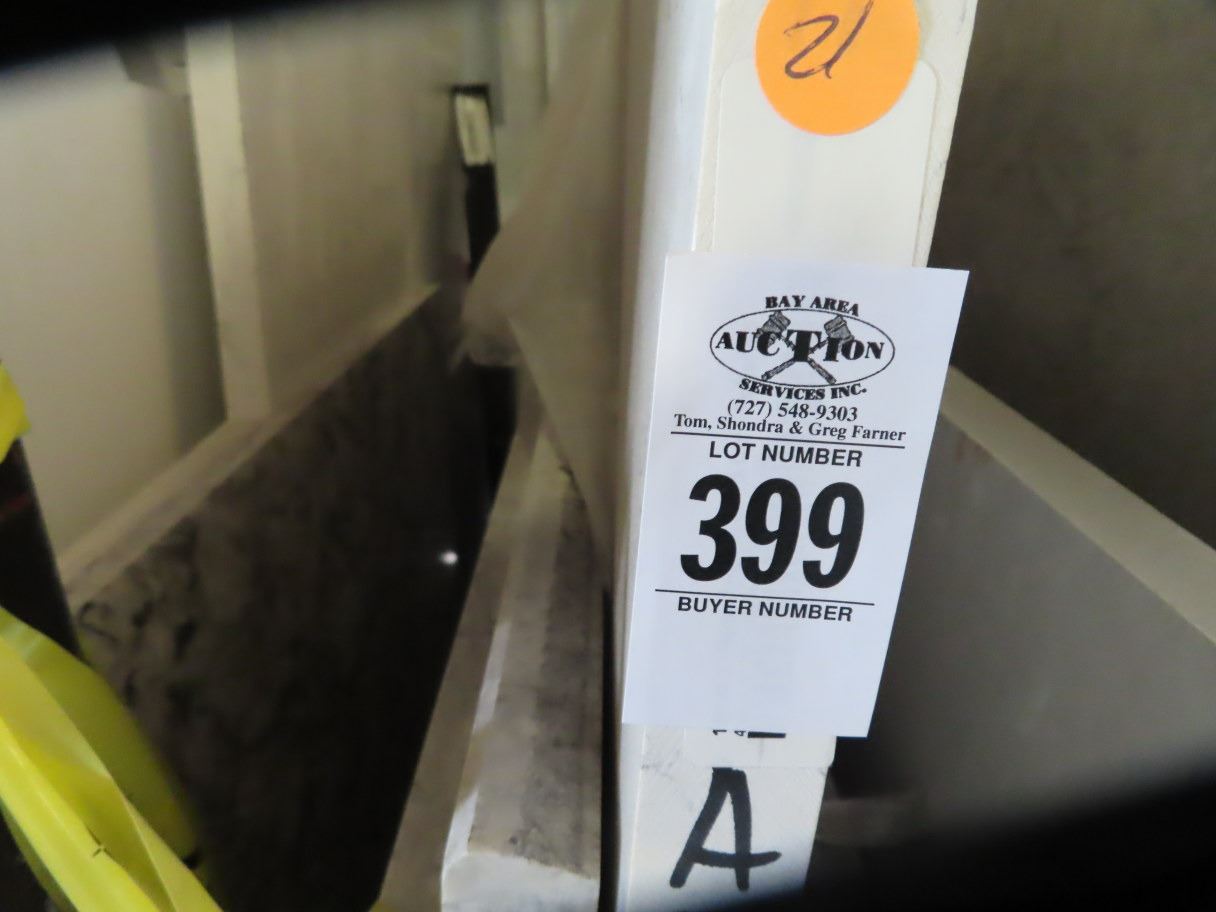 21
BAY AREA
AUCTION
SERVICES INC.
(727) 548-9303
Tom, Shondra & Greg Farner
LOT NUMBER
399
BUYER NUMBER
A